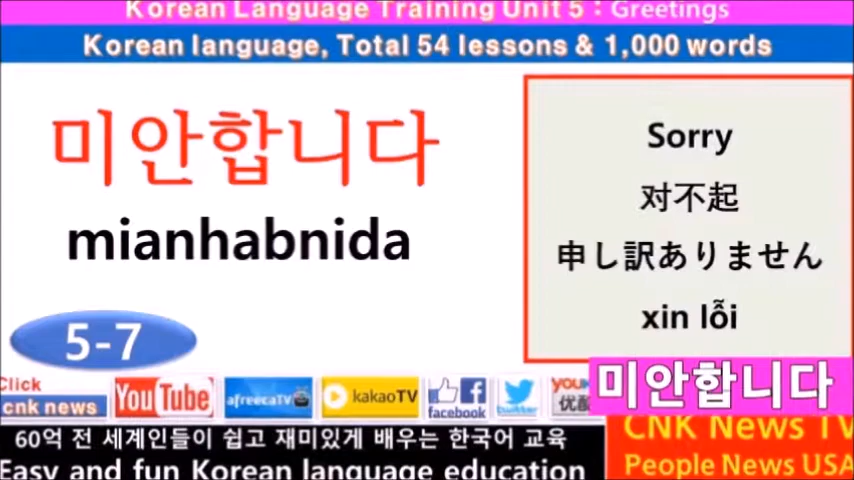 Korean Language Training Unit 5 : Greetings
Korean language, Total 54 lessons & 1,000 words
미안합니다
mianhabnida
Sorry
对不起
申し訳ありません
xin lỗi
5-7
Click
cnk news
YouTube
afreecaTV
kakaoTV
facebook
twitter
you
优酷
미안합니다
60억 전 세계인들이 쉽고 재미있게 배우는 한국어 교육
Easy and fun Korean language education
CNK News TV
People News USA